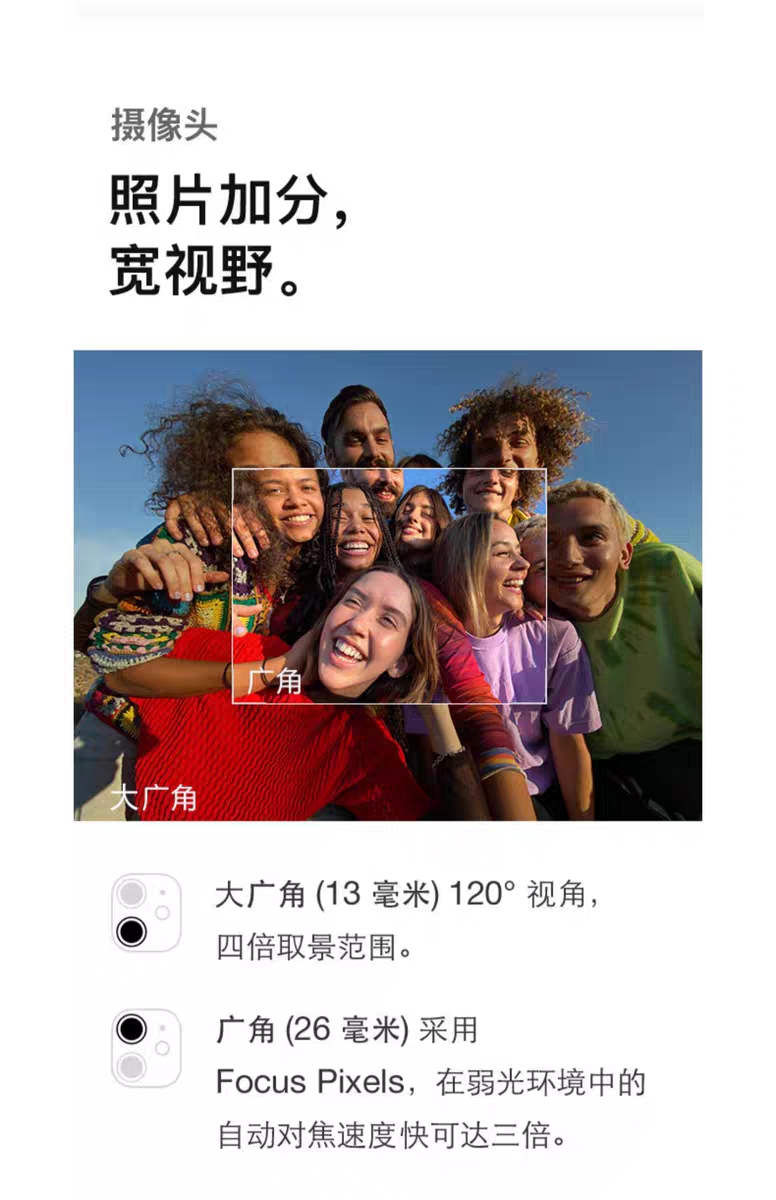 摄像头
照片加分，
宽视野。
广角
大广角
大广角 (13 毫米) 120° 视角，
四倍取景范围。
广角 (26 毫米) 采用
Focus Pixels，在弱光环境中的
自动对焦速度快可达三倍。